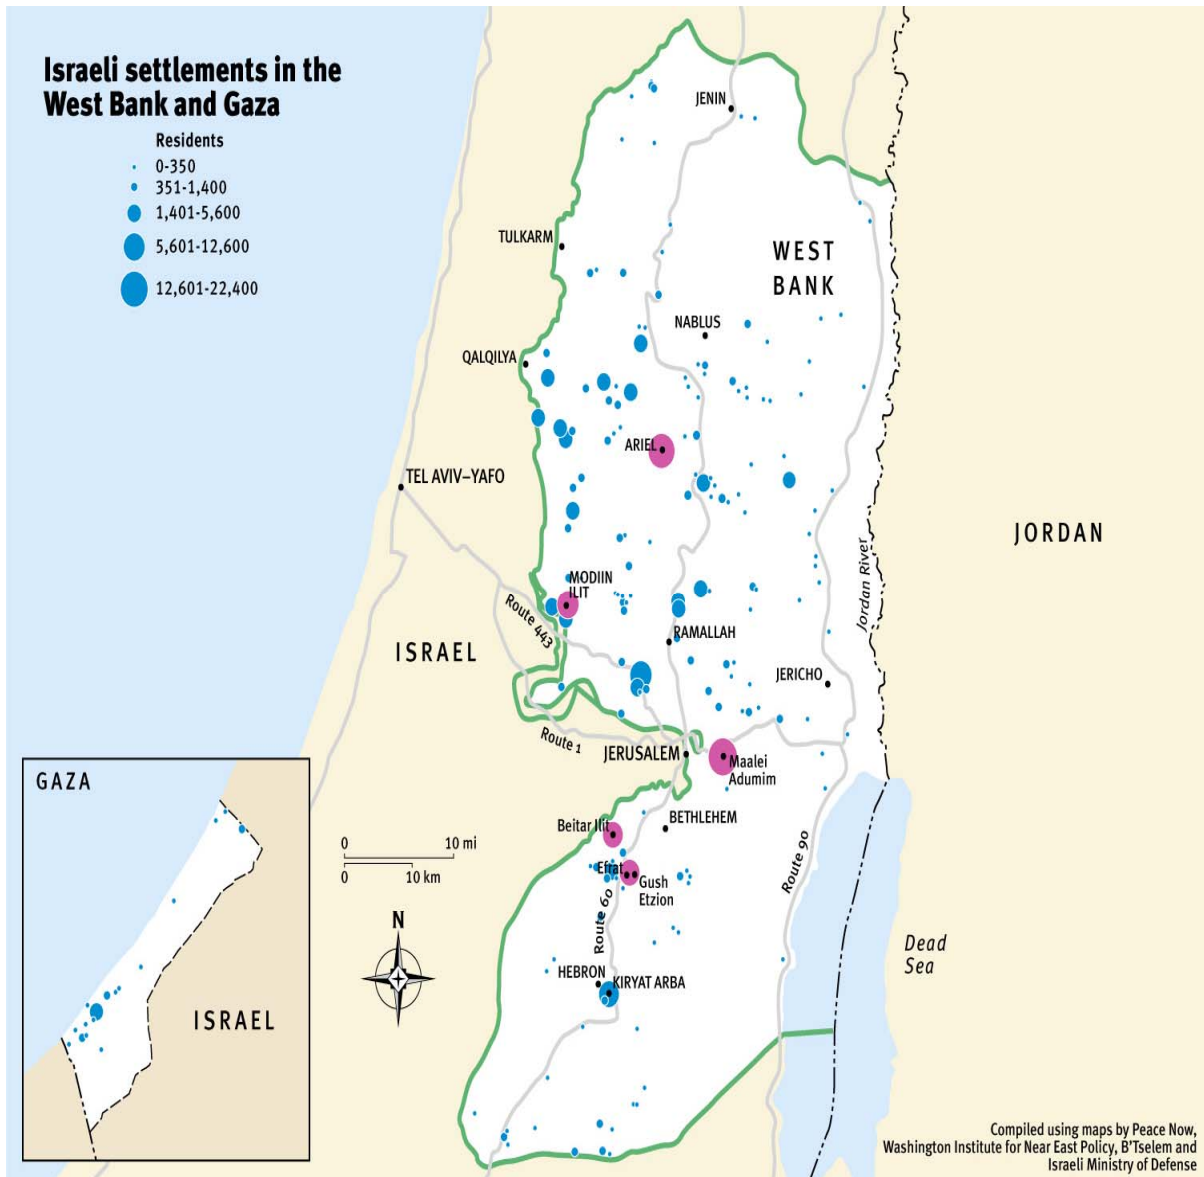 Israeli settlements in the
West Bank and Gaza
Residents
0-350
351-1,400
1,401-5,600
5,601-12,600
12,601-22,400
JENIN
TULKARM
WEST
BANK
NABLUS
QALQILYA
ARIEL
TEL AVIV–YAFO
JORDAN
Jordan River
MODIIN
ILIT
Route 443
RAMALLAH
ISRAEL
JERICHO
Route 1
JERUSALEM
Maalei
Adumim
GAZA
ISRAEL
0 10 mi
0 10 km
N
Beitar Ilit
BETHLEHEM
Efrat
Gush
Etzion
Route 60
Route 90
Dead
Sea
HEBRON
KIRYAT ARBA
Compiled using maps by Peace Now,
Washington Institute for Near East Policy, B'Tselem and
Israeli Ministry of Defense